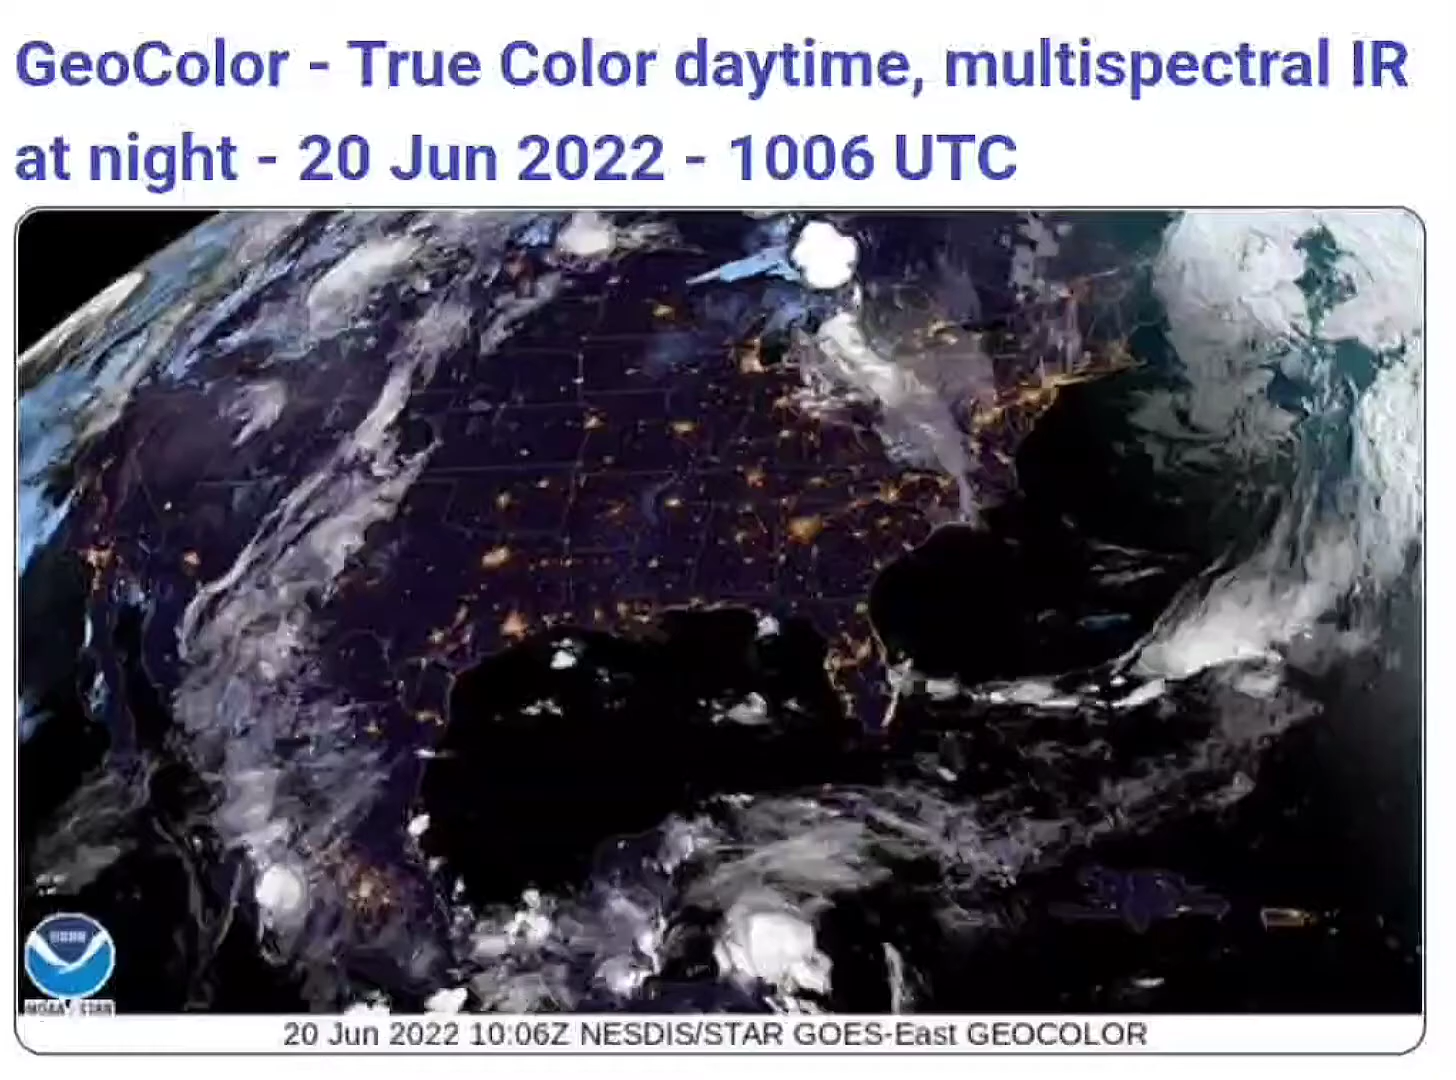 GeoColor - True Color daytime, multispectral IR
at night - 20 Jun 2022 - 1006 UTC
20 Jun 2022 10:06Z NESDIS/STAR GOES-East GEOCOLOR